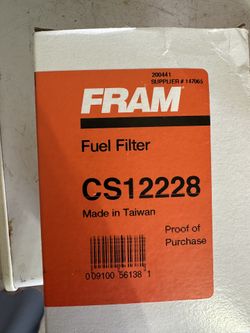 200441
SUPPLIER # 147065
FRAM
Fuel Filter
CS12228
Made in Taiwan
Proof of
Purchase
0 09100 56138 1